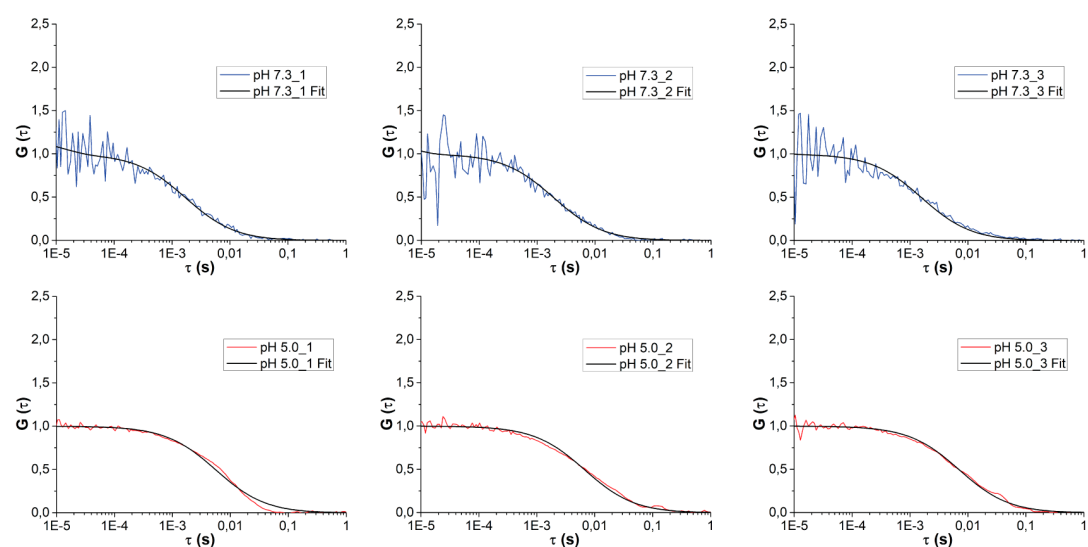 2,5
2,0
1,5
1,0
0,5
0,0
G (τ)
pH 7.3_1
pH 7.3_1 Fit
1E-5 1E-4 1E-3 0,01 0,1 1
τ (s)
2,5
2,0
1,5
1,0
0,5
0,0
G (τ)
pH 7.3_2
pH 7.3_2 Fit
1E-5 1E-4 1E-3 0,01 0,1 1
τ (s)
2,5
2,0
1,5
1,0
0,5
0,0
G (τ)
pH 7.3_3
pH 7.3_3 Fit
1E-5 1E-4 1E-3 0,01 0,1 1
τ (s)
2,5
2,0
1,5
1,0
0,5
0,0
G (τ)
pH 5.0_1
pH 5.0_1 Fit
1E-5 1E-4 1E-3 0,01 0,1 1
τ (s)
2,5
2,0
1,5
1,0
0,5
0,0
G (τ)
pH 5.0_2
pH 5.0_2 Fit
1E-5 1E-4 1E-3 0,01 0,1 1
τ (s)
2,5
2,0
1,5
1,0
0,5
0,0
G (τ)
pH 5.0_3
pH 5.0_3 Fit
1E-5 1E-4 1E-3 0,01 0,1 1
τ (s)